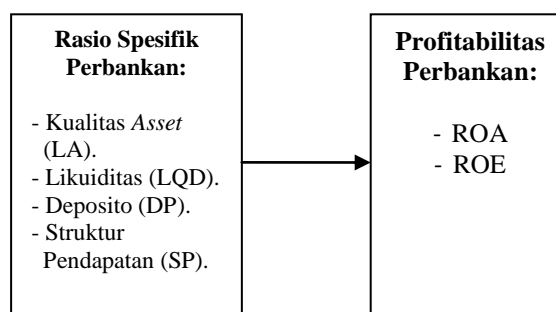 Rasio Spesifik
Perbankan:
- Kualitas Asset
(LA).
- Likuiditas (LQD).
- Deposito (DP).
- Struktur
Pendapatan (SP).
Profitabilitas
Perbankan:
- ROA
- ROE